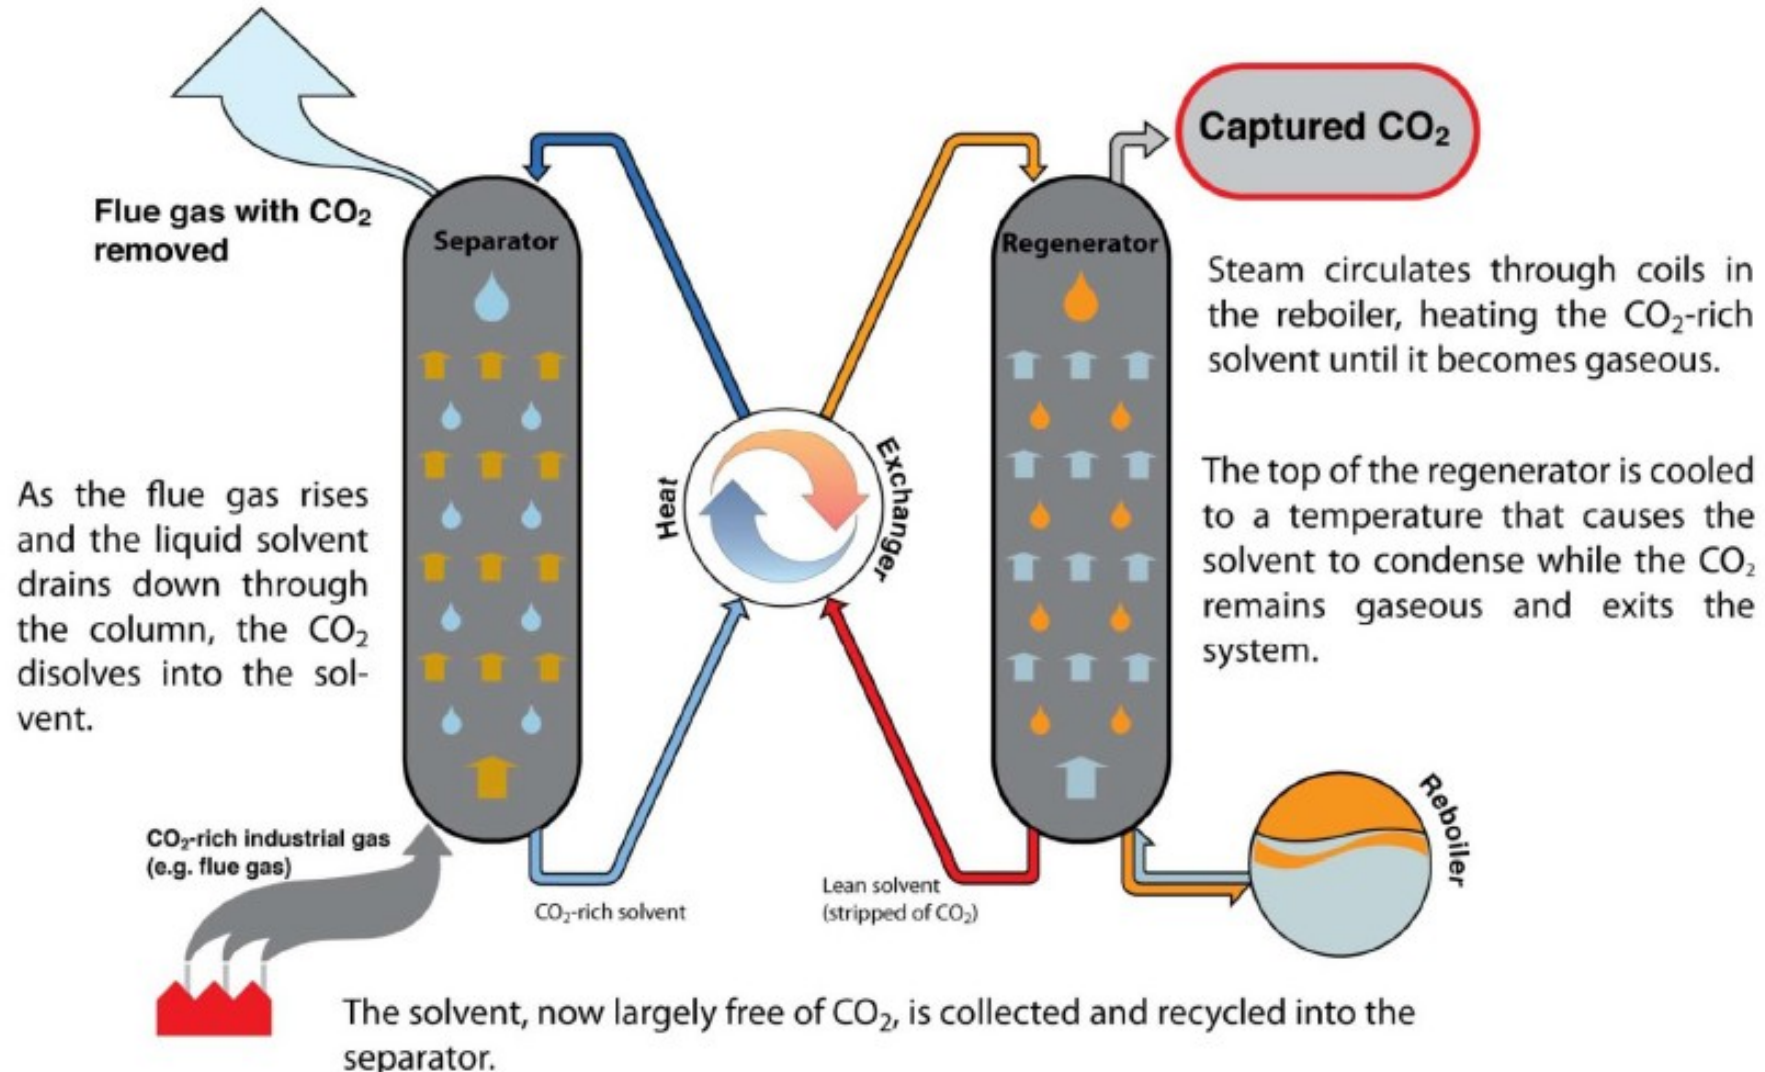 Captured CO₂
Flue gas with CO₂
removed
Separator
Regenerator
Steam circulates through coils in
the reboiler, heating the CO₂-rich
solvent until it becomes gaseous.
Heat
Exchanger
The top of the regenerator is cooled
to a temperature that causes the
solvent to condense while the CO₂
remains gaseous and exits the
system.
As the flue gas rises
and the liquid solvent
drains down through
the column, the CO₂
disolves into the sol-
vent.
Reboiler
CO₂-rich industrial gas
(e.g. flue gas)
CO₂-rich solvent
Lean solvent
(stripped of CO₂)
The solvent, now largely free of CO₂, is collected and recycled into the
separator.